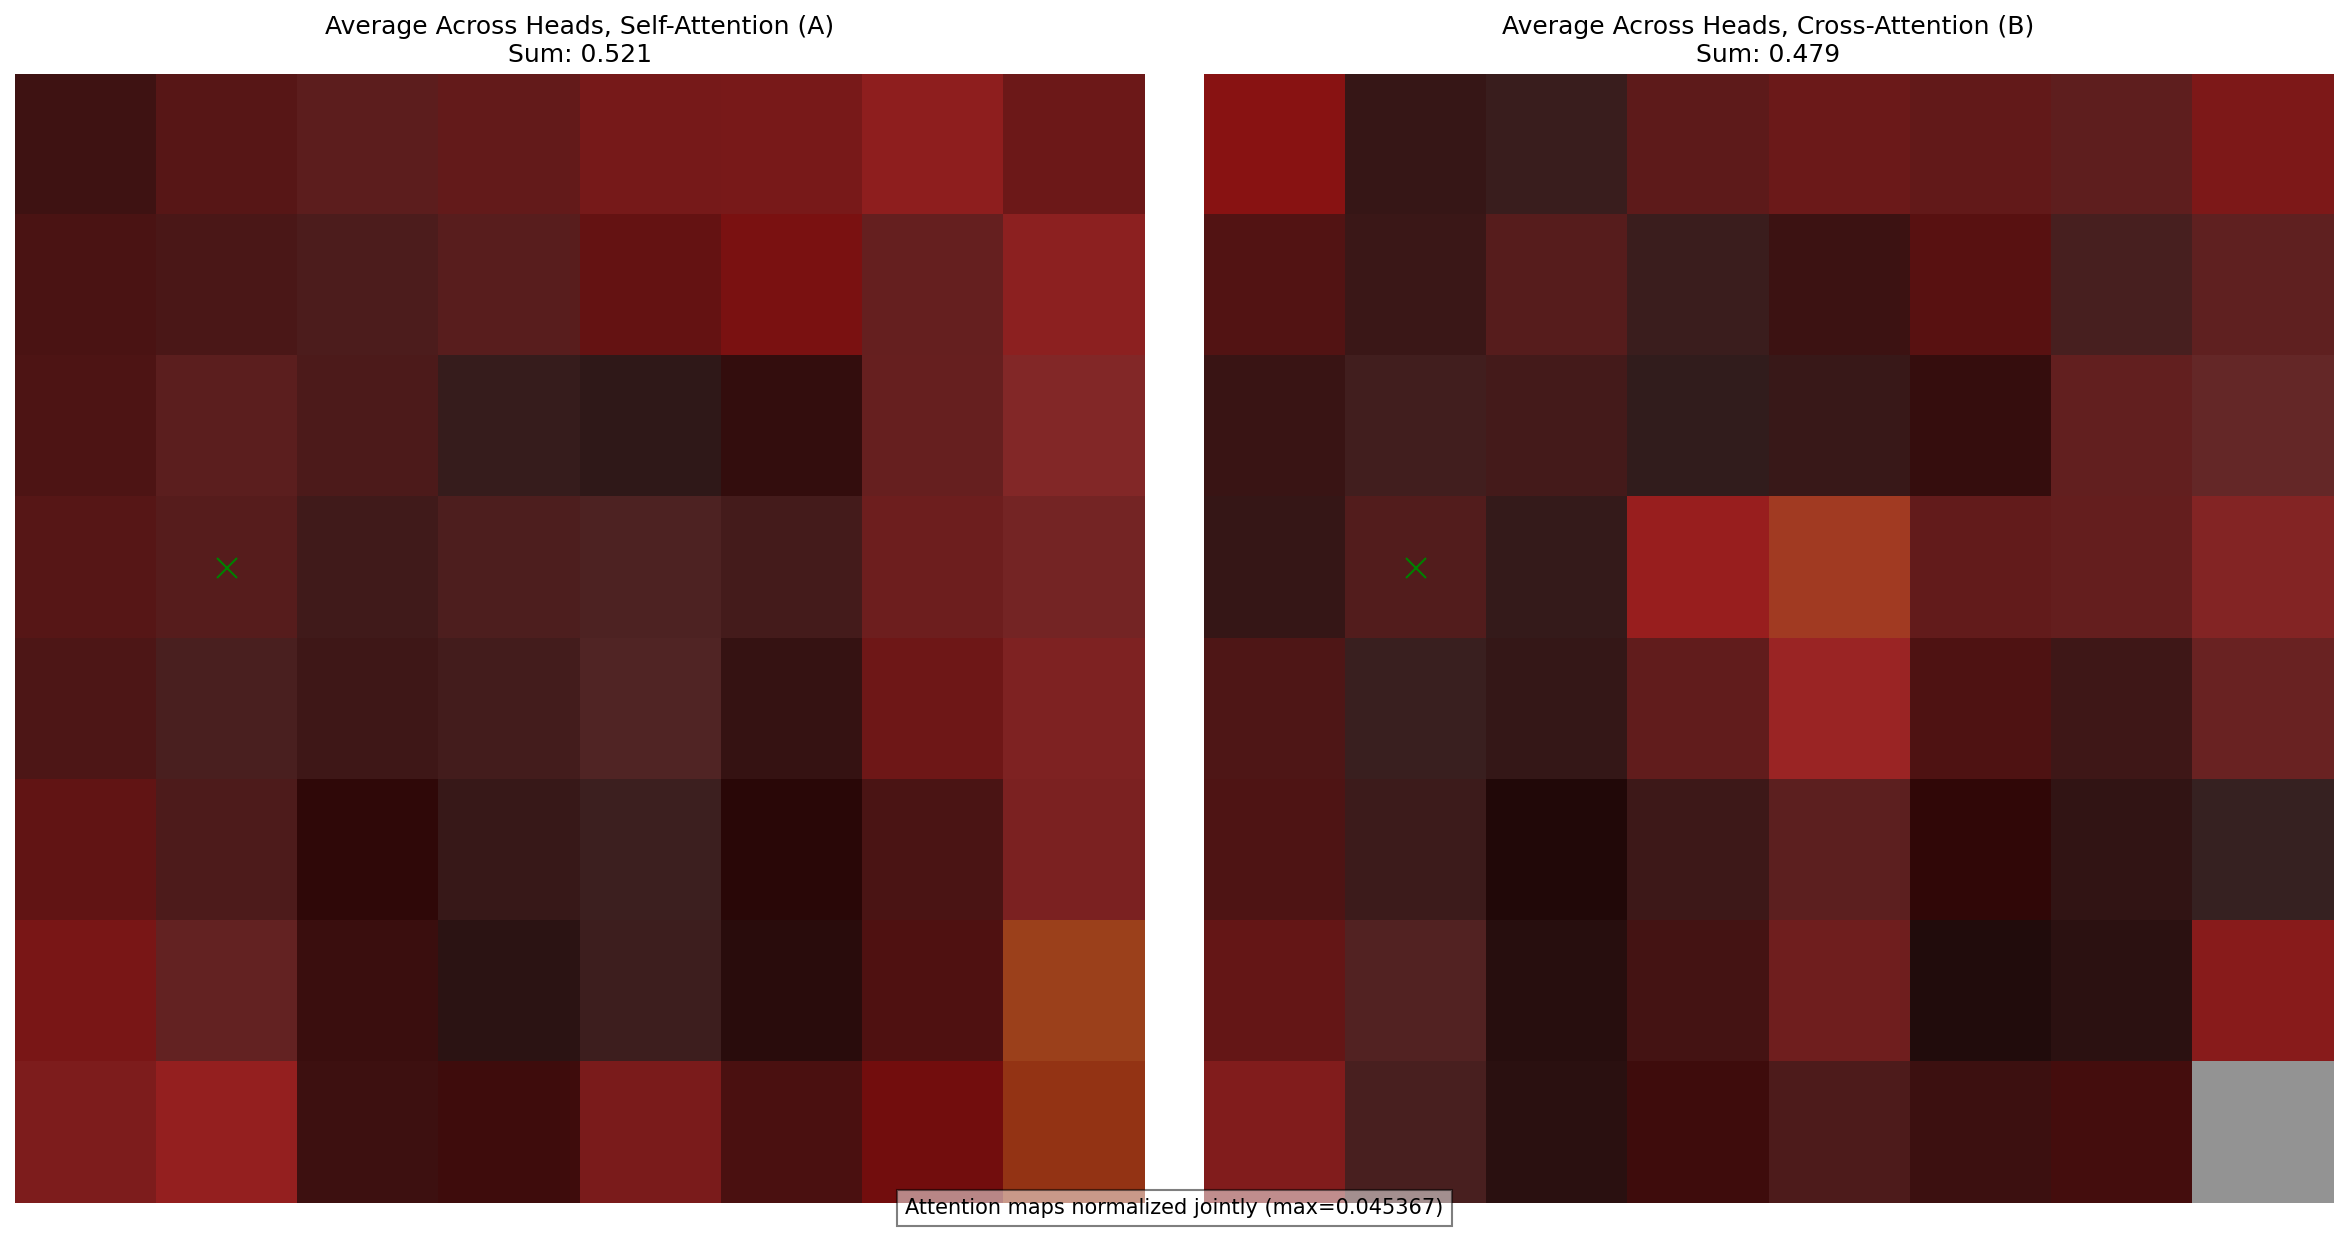 Average Across Heads, Self-Attention (A)
Sum: 0.521
Average Across Heads, Cross-Attention (B)
Sum: 0.479
Attention maps normalized jointly (max=0.045367)